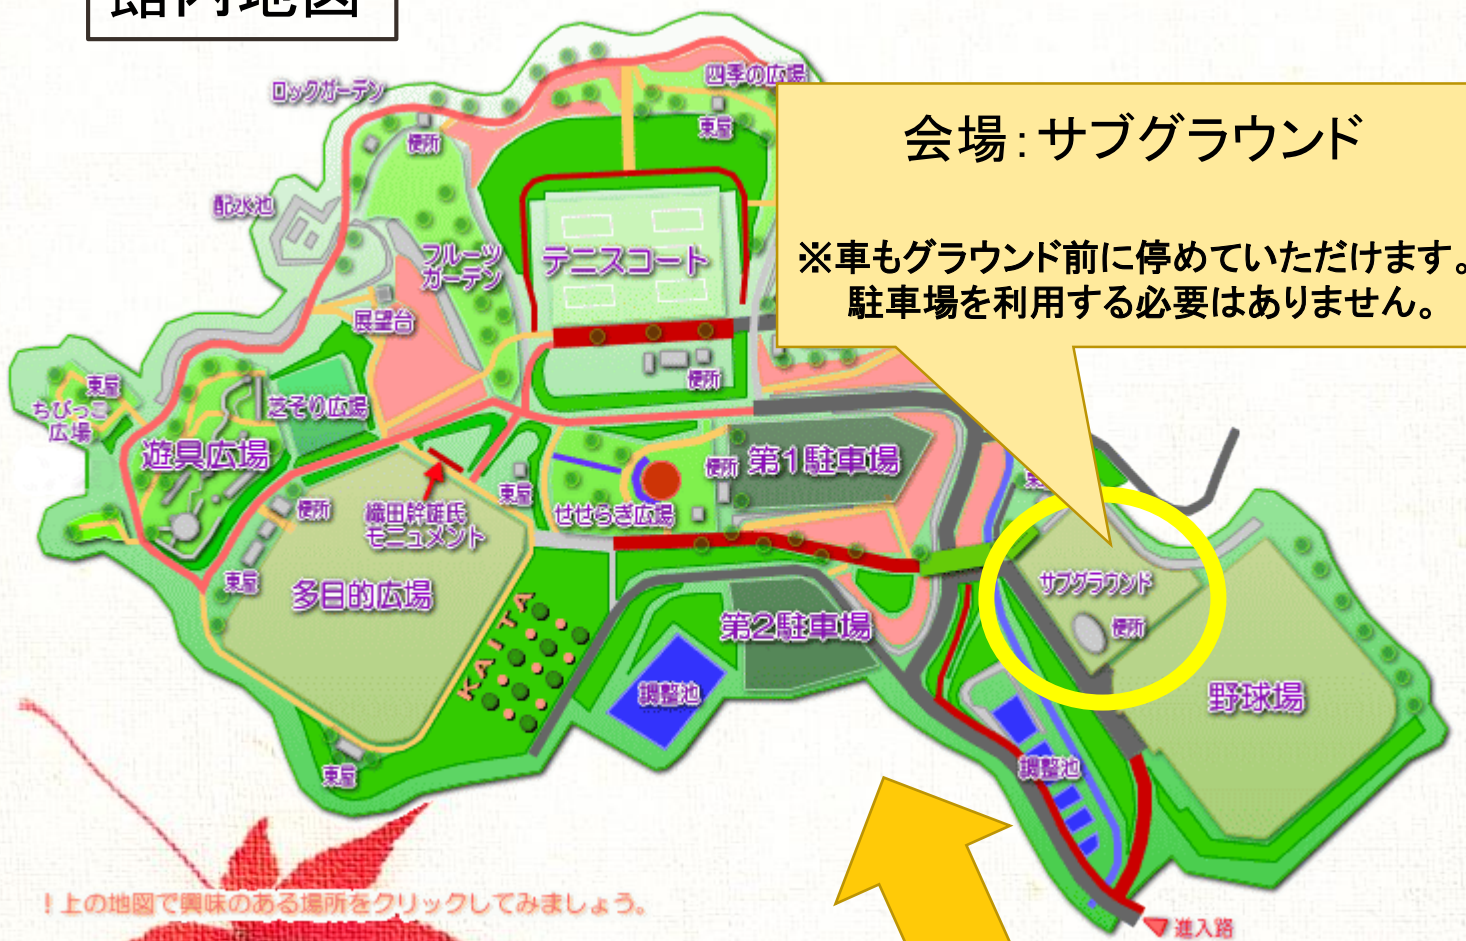 館内地図
ロックガーデン
四季の広場
便所
東屋
会場：サブグラウンド
※車もグラウンド前に停めていただけます。
駐車場を利用する必要はありません。
配水池
フルーツ
ガーデン
テニスコート
展望台
便所
東屋
ちびっこ
広場
芝そり広場
遊具広場
便所
第1駐車場
便所
織田幹雄氏
モニュメント
東屋
せせらぎ広場
東屋
多目的広場
サブグラウンド
便所
KAITA
第2駐車場
調整池
野球場
調整池
東屋
！上の地図で興味のある場所をクリックしてみましょう。
進入路